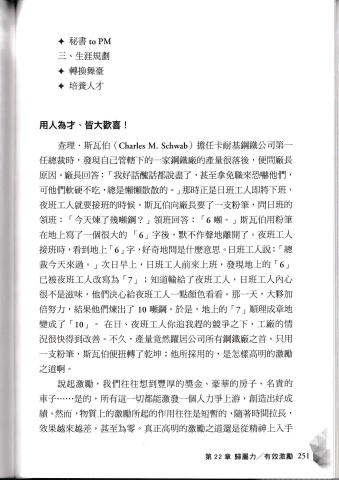 ✦ 秘書 to PM
三、生涯規劃
✦ 轉換舞臺
✦ 培養人才
用人為才、皆大歡喜！
查理．斯瓦伯（Charles M. Schwab）擔任卡耐基鋼鐵公司第一
任總裁時，發現自己管轄下的一家鋼鐵廠的產量很落後，便問廠長
原因。廠長回答：「我好話醜話都說盡了，甚至拿免職來恐嚇他們，
可他們軟硬不吃，總是懶懶散散的。」那時正是日班工人即將下班、
夜班工人就要接班的時候。斯瓦伯向廠長要了一支粉筆，問日班的
領班：「今天煉了幾噸鋼？」領班回答：「6 噸。」斯瓦伯用粉筆
在地上寫了一個很大的「6」字後，默不作聲地離開了。夜班工人
接班時，看到地上「6」字，好奇地問是什麼意思。日班工人說：「總
裁今天來過。」次日早上，日班工人前來上班，發現地上的「6」
已被夜班工人改寫為「7」；知道輸給了夜班工人，日班工人內心
很不是滋味，他們決心給夜班工人一點顏色看看。那一天，大夥加
倍努力，結果他們煉出了 10 噸鋼。於是，地上的「7」順理成章地
變成了「10」。 在日、夜班工人你追我趕的競爭之下，工廠的情
況很快得到改善。不久，產量竟然躍居公司所有鋼鐵廠之首。只用
一支粉筆，斯瓦伯便扭轉了乾坤；他所採用的，是怎樣高明的激勵
之道啊。
說起激勵，我們往往想到豐厚的獎金、豪華的房子、名貴的
車子⋯⋯是的，所有這一切都能激發一個人力爭上游，創造出好成
績。然而，物質上的激勵所起的作用往往是短暫的，隨著時間拉長，
效果越來越差，甚至為零。真正高明的激勵之道還是從精神上入手
第 22 章 歸屬力／有效激勵 251